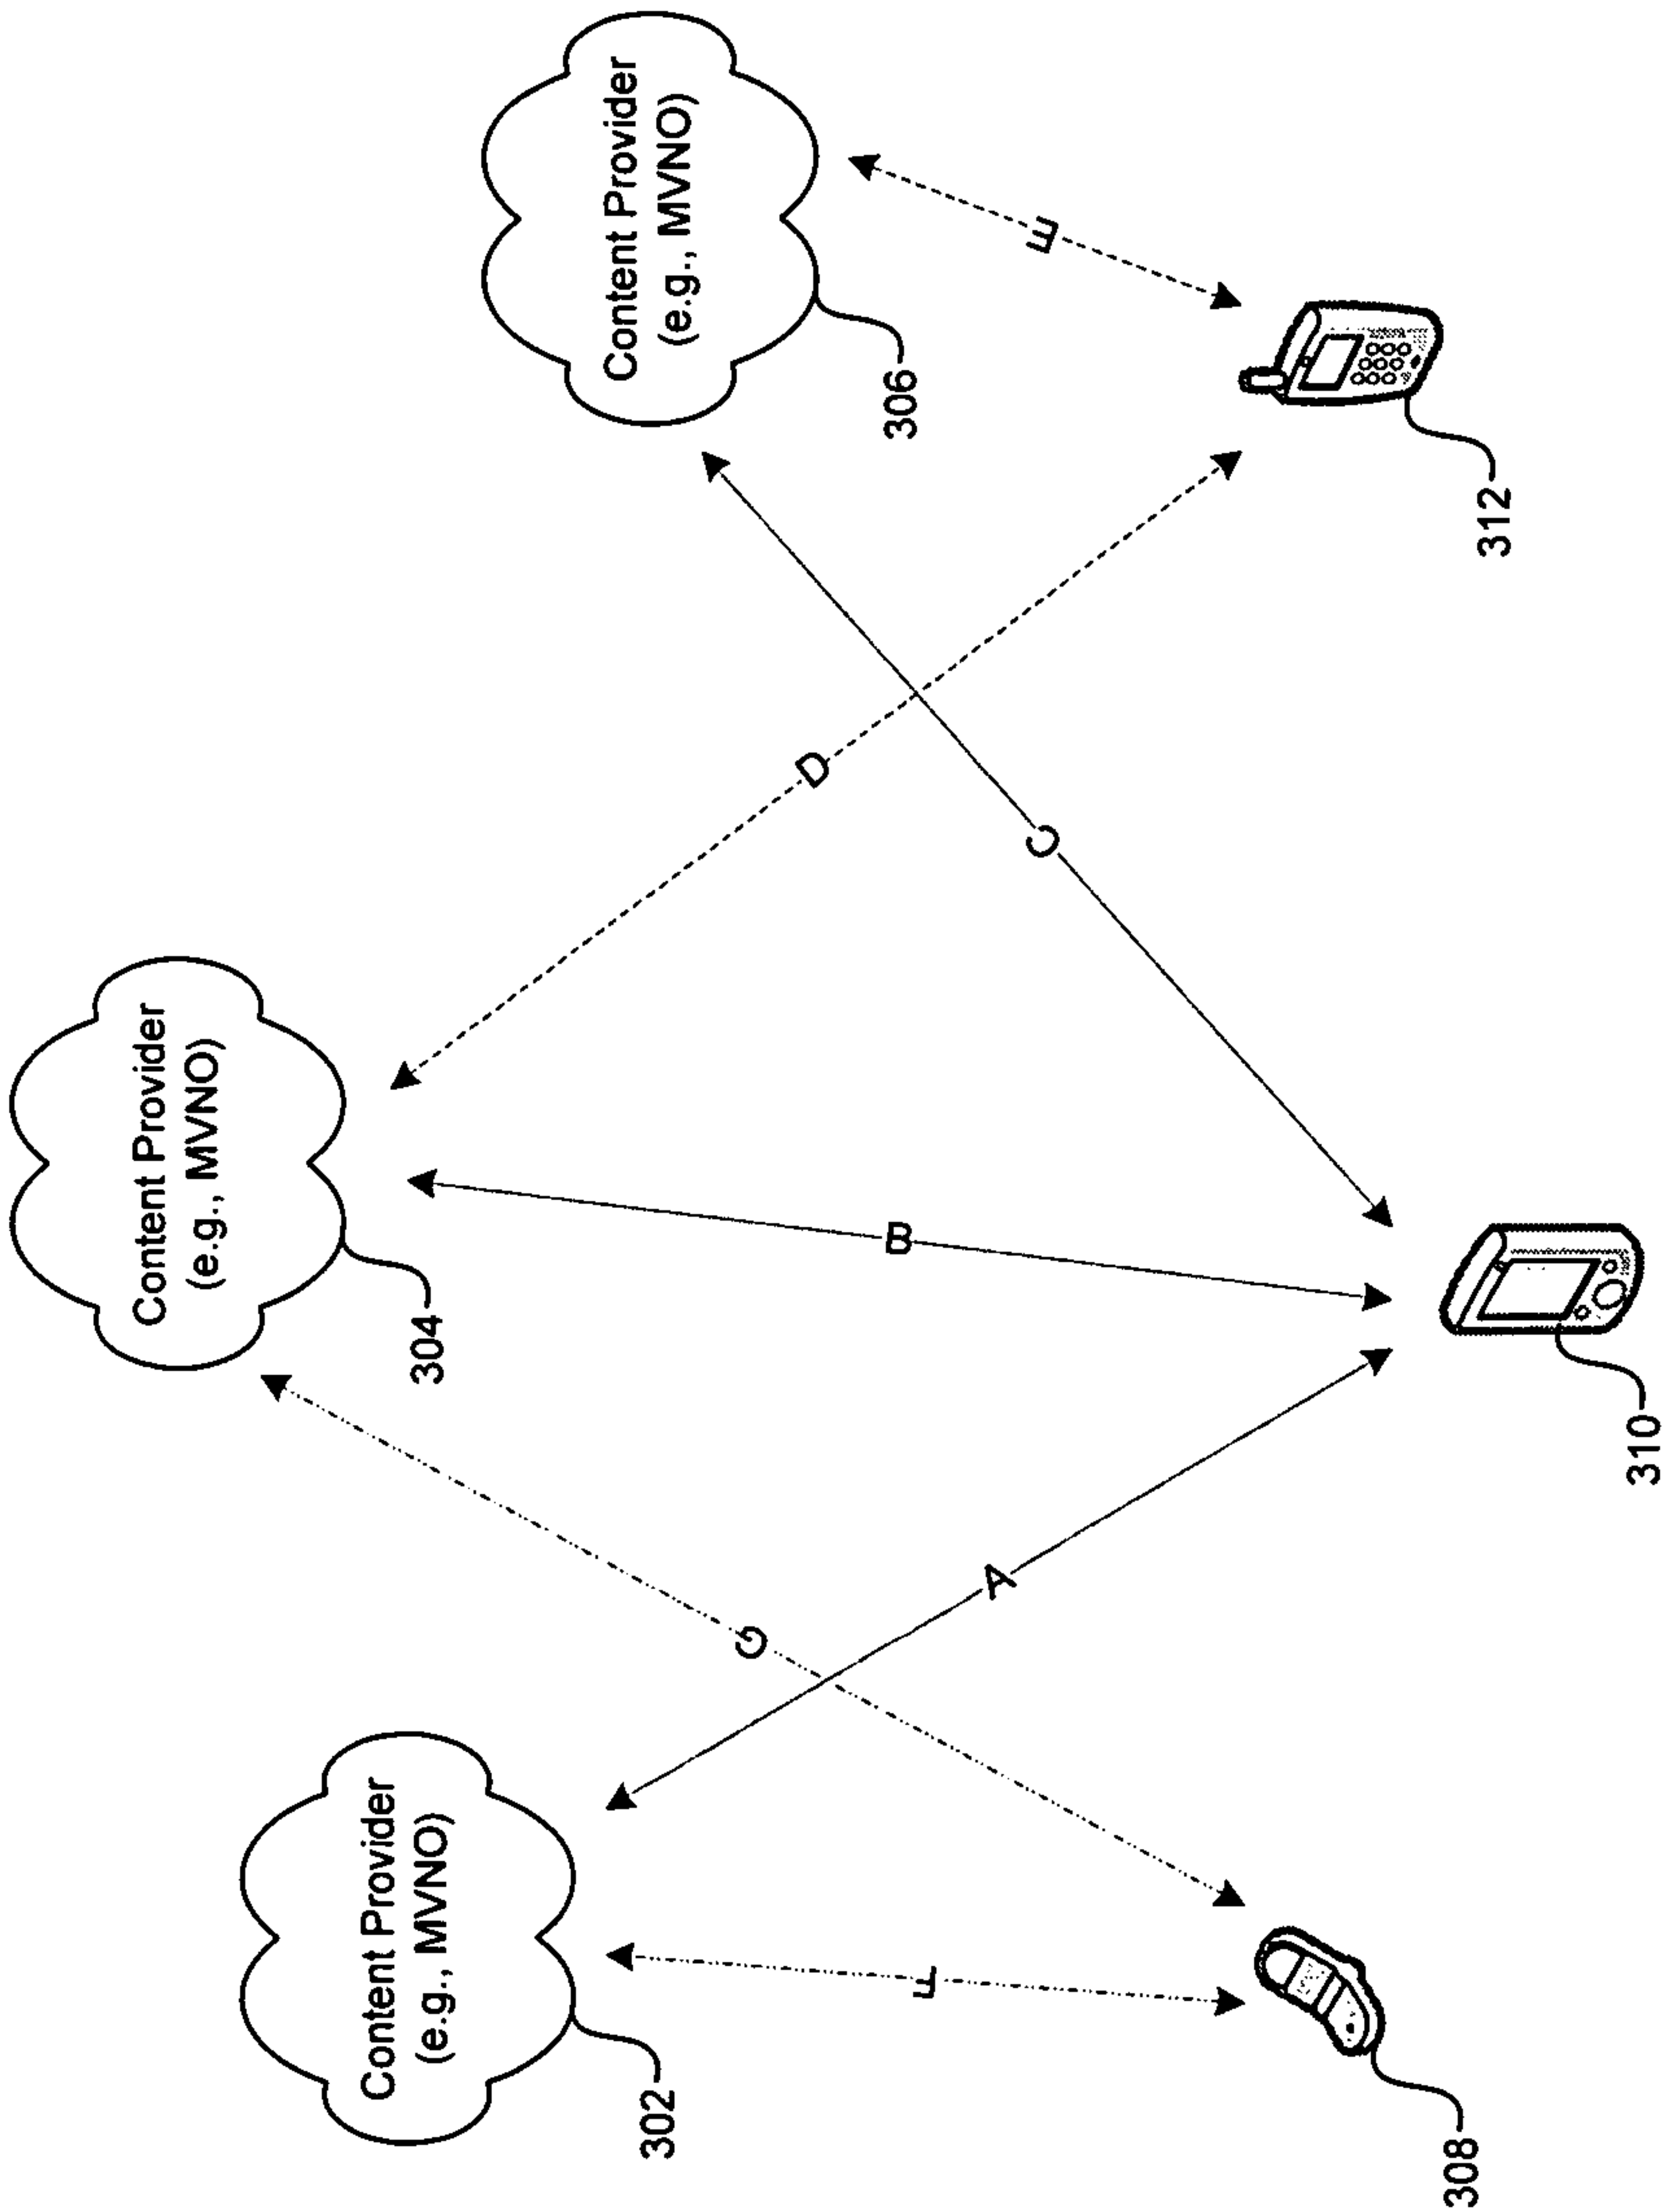 Content Provider
(e.g., MVNO)
304
Content Provider
(e.g., MVNO)
302
Content Provider
(e.g., MVNO)
306
G
D
F
A
B
C
E
308
310
312